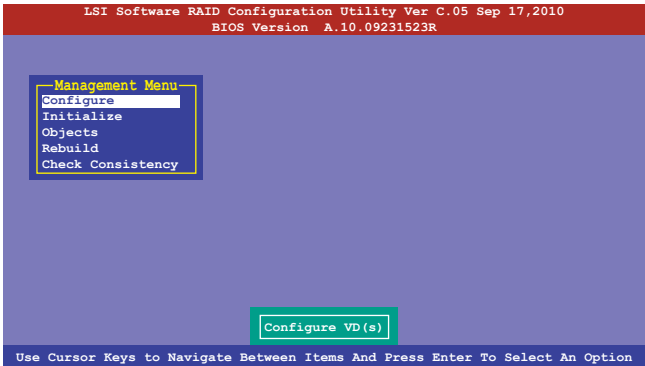 LSI Software RAID Configuration Utility Ver C.05 Sep 17,2010
BIOS Version A.10.09231523R
Management Menu
Configure
Initialize
Objects
Rebuild
Check Consistency
Configure VD(s)
Use Cursor Keys to Navigate Between Items And Press Enter To Select An Option